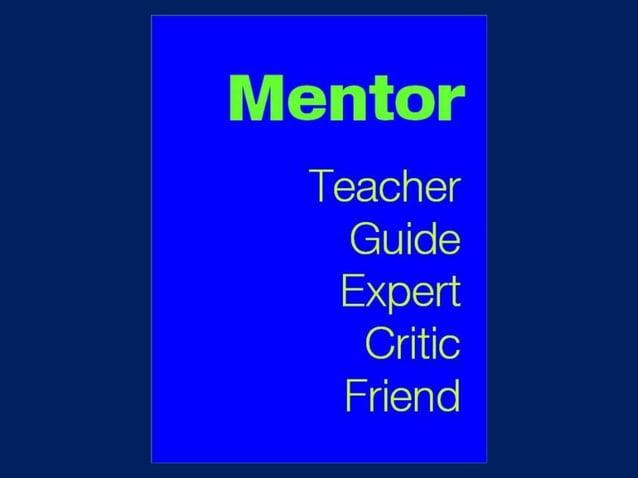 Mentor
Teacher
Guide
Expert
Critic
Friend